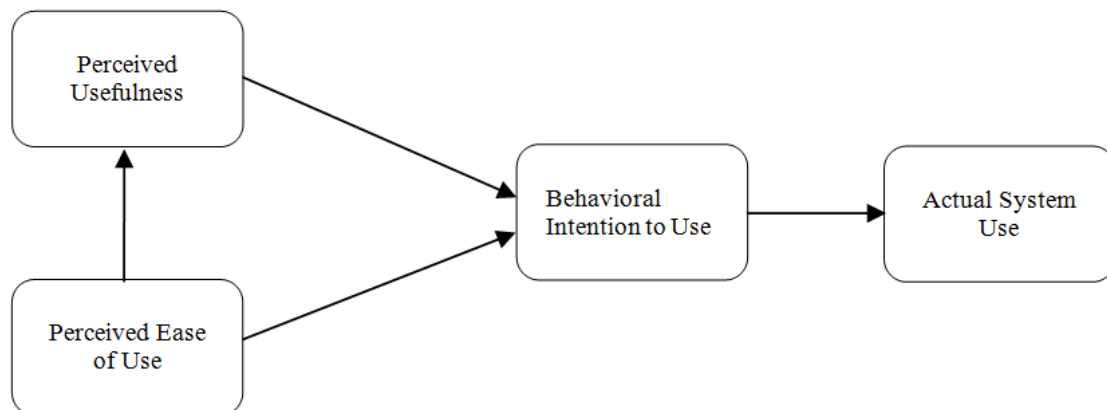 Perceived
Usefulness
Behavioral
Intention to Use
Actual System
Use
Perceived Ease
of Use